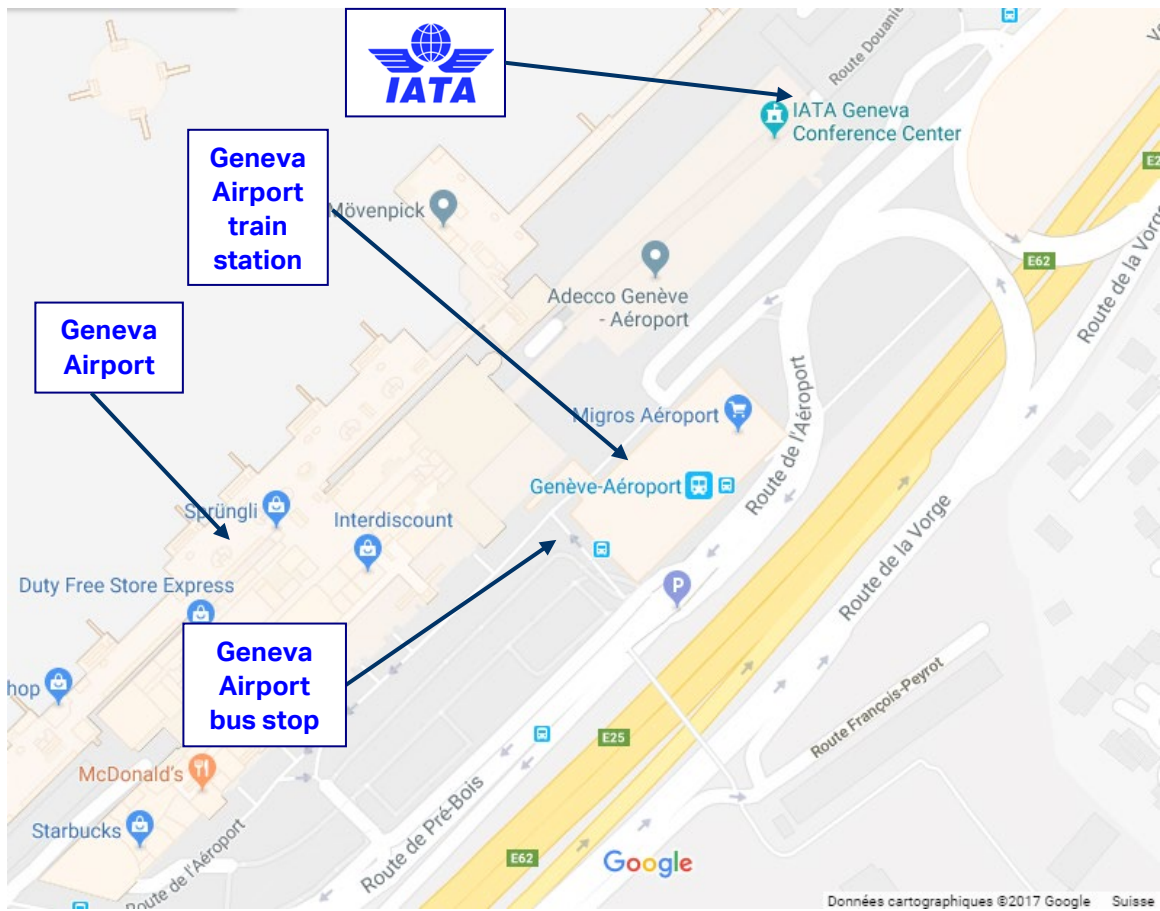 IATA
Route Douanie
IATA Geneva
Conference Center
Geneva
Airport
train
station
Mövenpick
E2
E62
Route de la Vorge
Adecco Genève
- Aéroport
Geneva
Airport
Migros Aéroport
Route de l'Aéroport
Genève-Aéroport
Sprüngli
Interdiscount
Route de la Vorge
Duty Free Store Express
P
Geneva
Airport
bus stop
hop
Route François-Peyrot
E25
McDonald's
Starbucks
Route de Pré-Bois
Route de l'Aéroport
E62
Google
Données cartographiques ©2017 Google Suisse